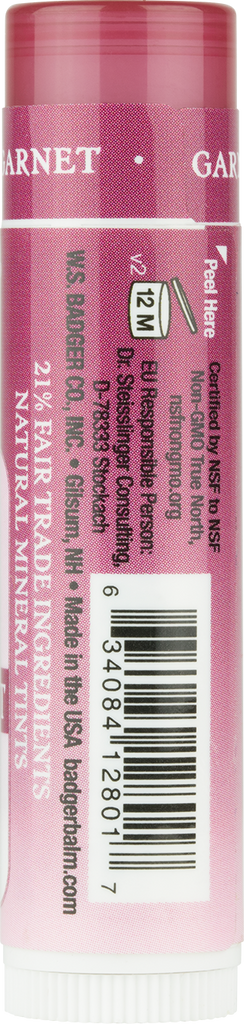 GARNET • GAR
Peel Here
Certified by NSF to NSF
Non-GMO True North,
nsfnongmo.org
12 M
v2
EU Responsible Person:
Dr. Steisslinger Consulting,
D-78333 Stockach
W.S. BADGER CO., INC. • Gilsum, NH • Made in the USA badgerbalm.com
21% FAIR TRADE INGREDIENTS
NATURAL MINERAL TINTS
6 34084 12801 7